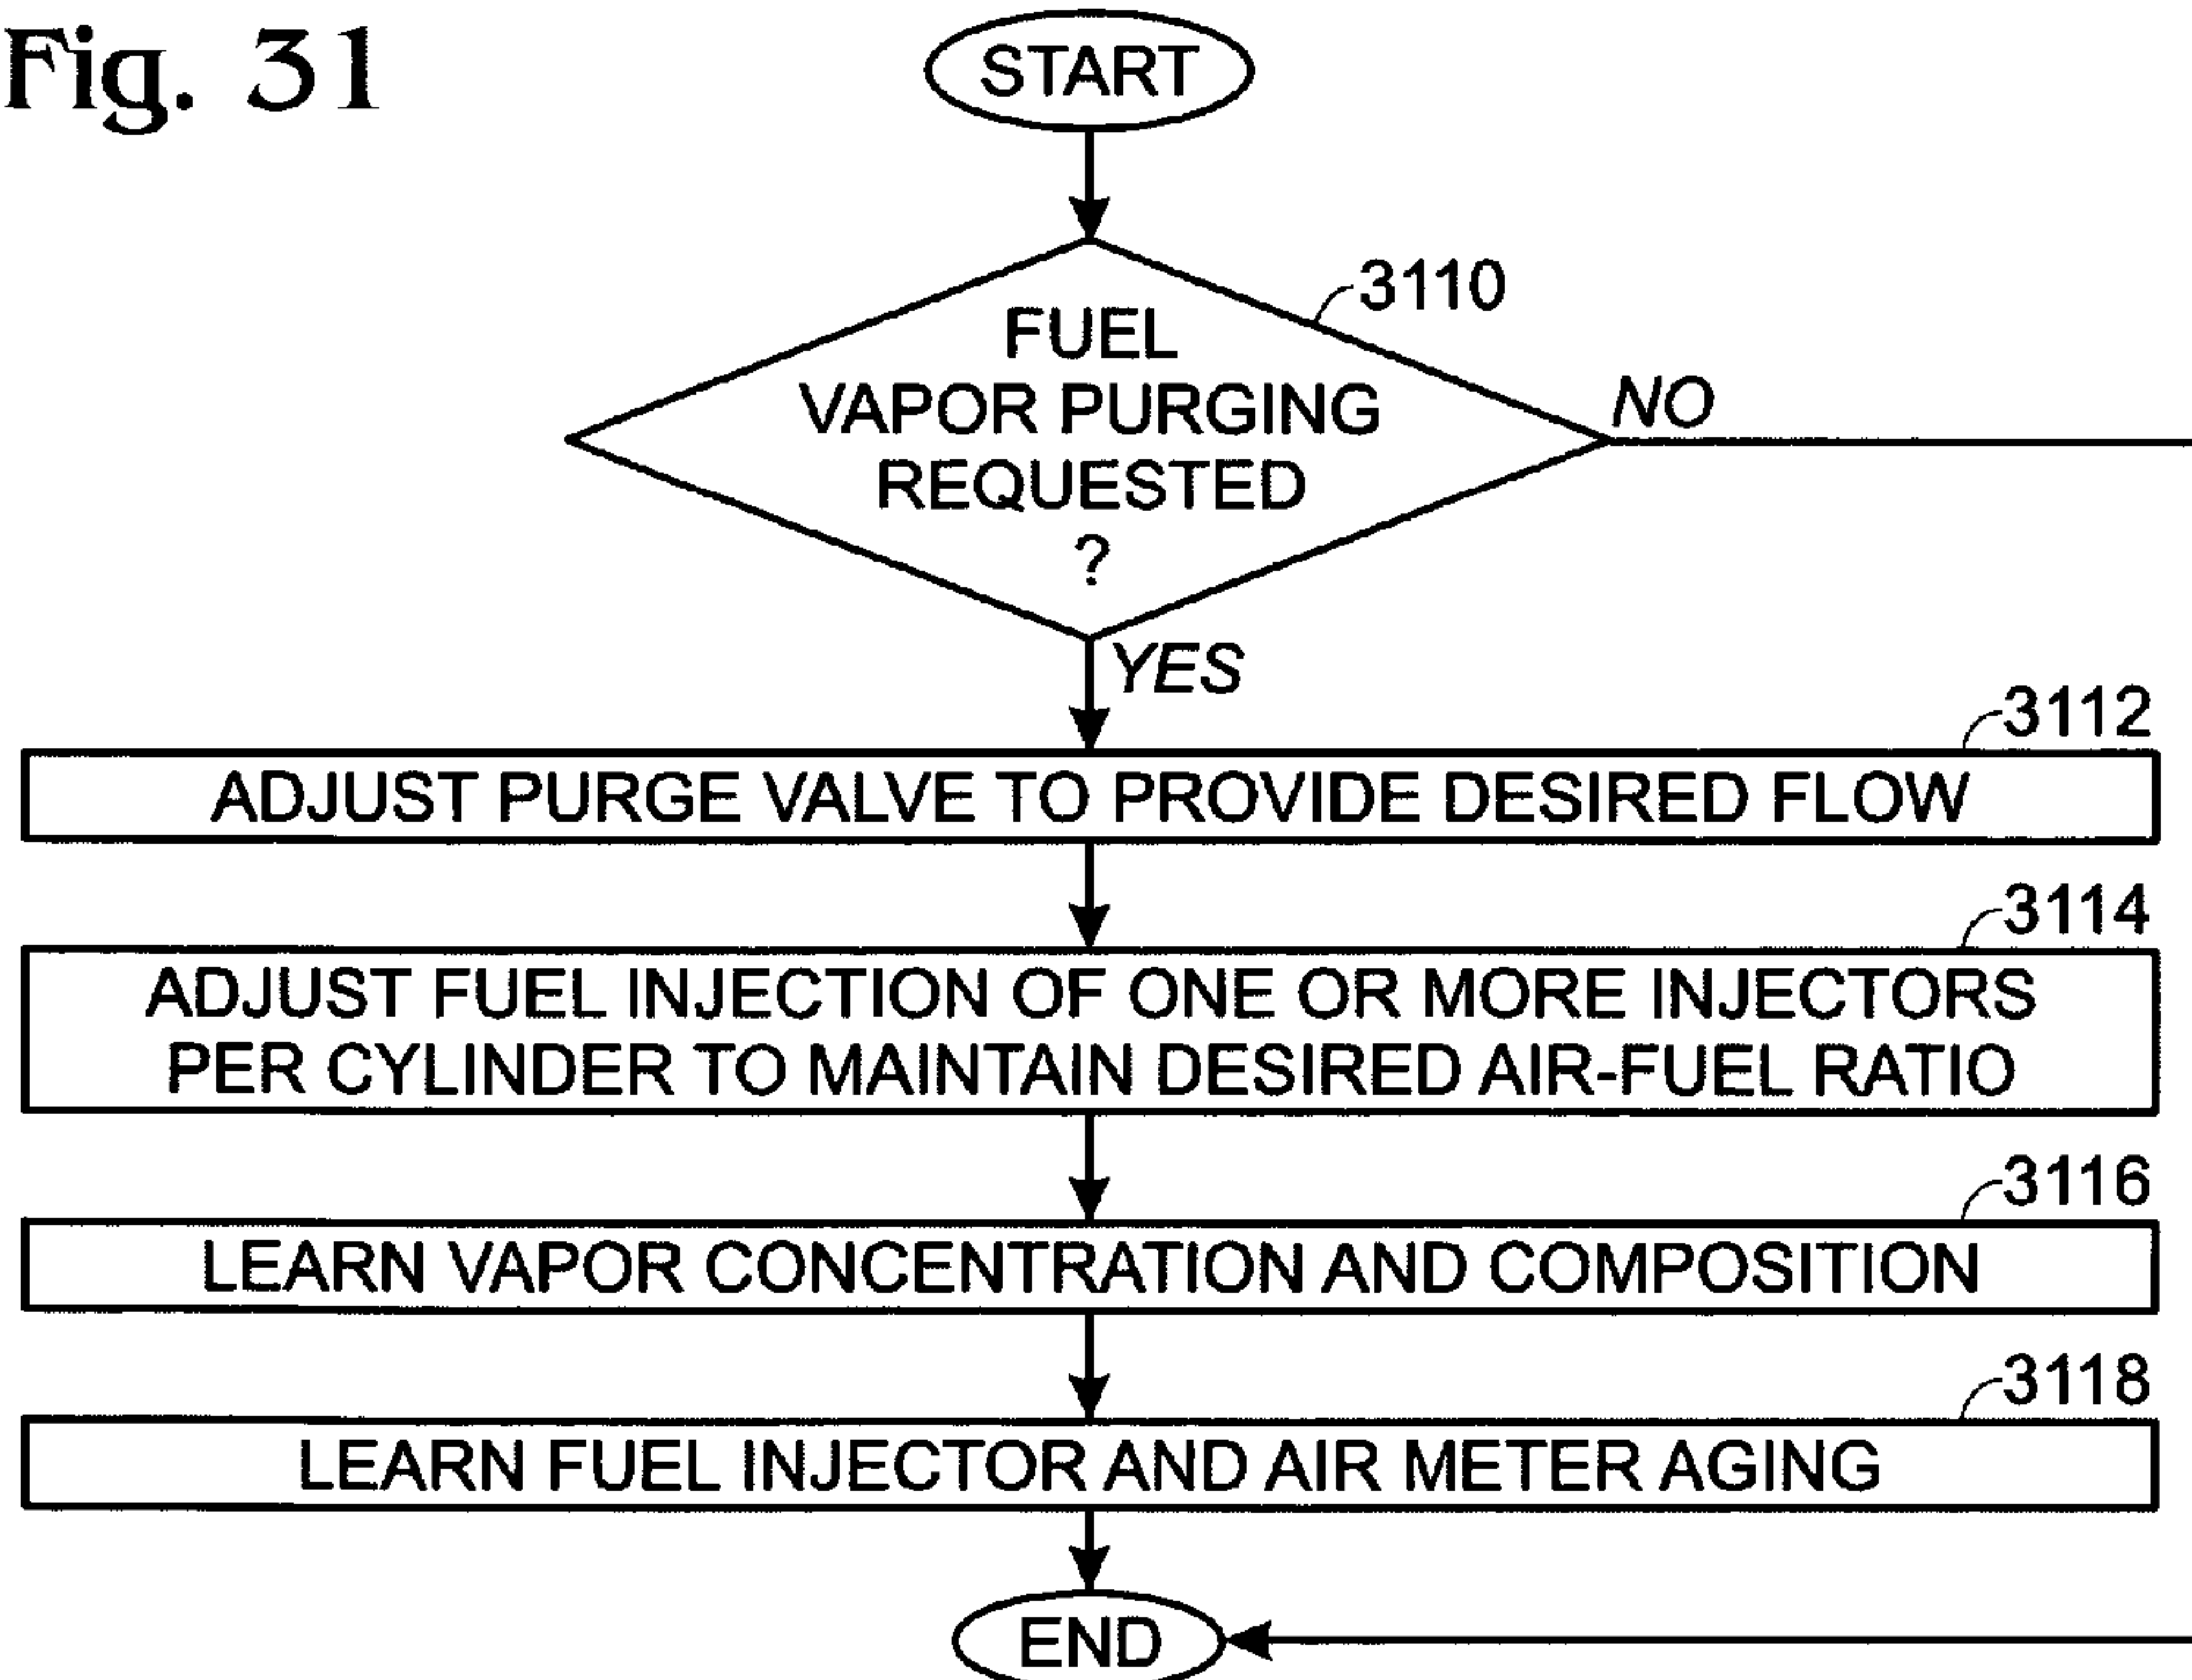 Fig. 31
START
3110
FUEL
VAPOR PURGING
REQUESTED
?
NO
YES
3112
ADJUST PURGE VALVE TO PROVIDE DESIRED FLOW
3114
ADJUST FUEL INJECTION OF ONE OR MORE INJECTORS
PER CYLINDER TO MAINTAIN DESIRED AIR-FUEL RATIO
3116
LEARN VAPOR CONCENTRATION AND COMPOSITION
3118
LEARN FUEL INJECTOR AND AIR METER AGING
END